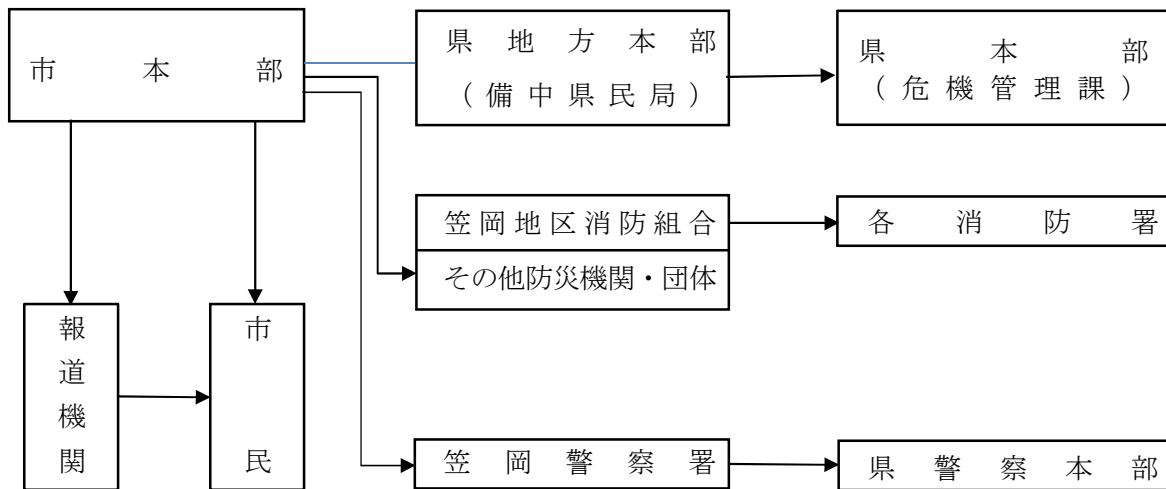 市本部
県地方本部
(備中県民局)
県本部
(危機管理課)
笠岡地区消防組合
その他防災機関・団体
各消防署
報道機関
市民
笠岡警察署
県警察本部